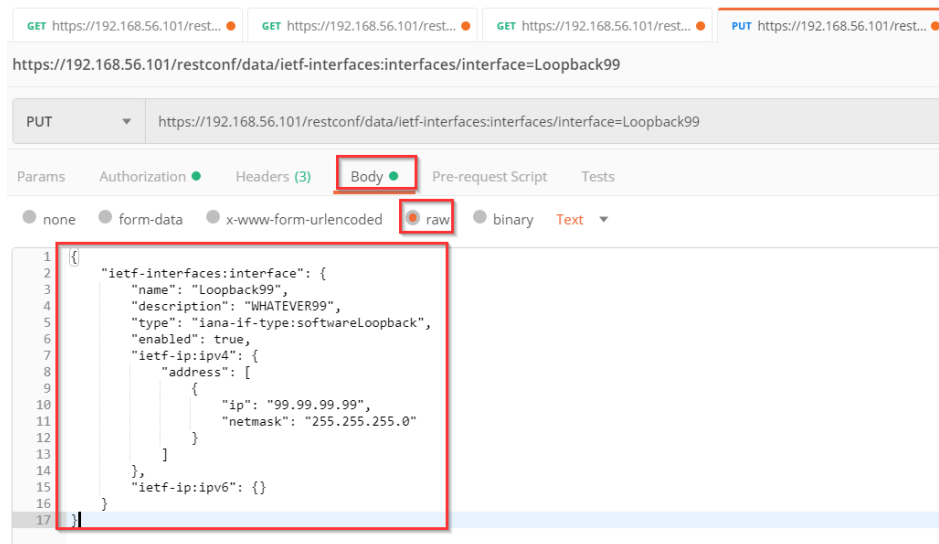 GET https://192.168.56.101/rest... GET https://192.168.56.101/rest... GET https://192.168.56.101/rest... PUT https://192.168.56.101/rest...
https://192.168.56.101/restconf/data/ietf-interfaces:interfaces/interface=Loopback99
PUT https://192.168.56.101/restconf/data/ietf-interfaces:interfaces/interface=Loopback99
Params Authorization Headers (3) Body Pre-request Script Tests
none form-data x-www-form-urlencoded raw binary Text
1 {
2 "ietf-interfaces:interface": {
3 "name": "Loopback99",
4 "description": "WHATEVER99",
5 "type": "iana-if-type:softwareLoopback",
6 "enabled": true,
7 "ietf-ip:ipv4": {
8 "address": [
9 {
10 "ip": "99.99.99.99",
11 "netmask": "255.255.255.0"
12 }
13 ]
14 },
15 "ietf-ip:ipv6": {}
16 }
17 }